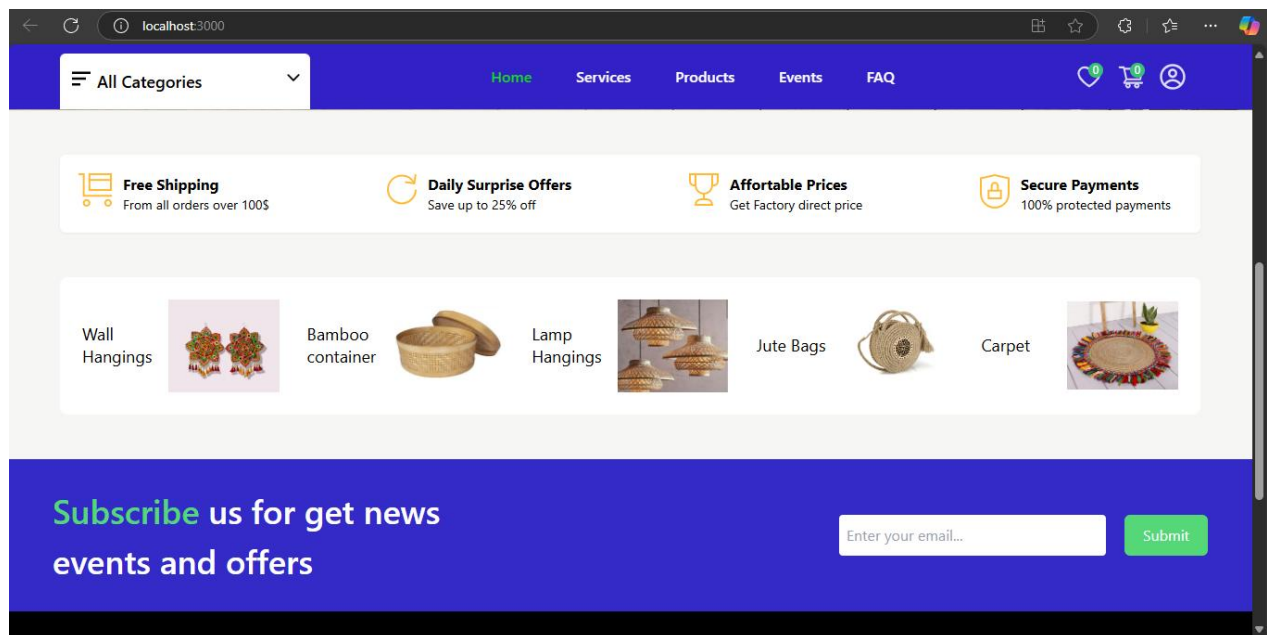 localhost:3000
All Categories
Home Services Products Events FAQ
0 0
Free Shipping
From all orders over 100$
Daily Surprise Offers
Save up to 25% off
Affortable Prices
Get Factory direct price
Secure Payments
100% protected payments
Wall
Hangings
Bamboo
container
Lamp
Hangings
Jute Bags
Carpet
Subscribe us for get news
events and offers
Enter your email...
Submit